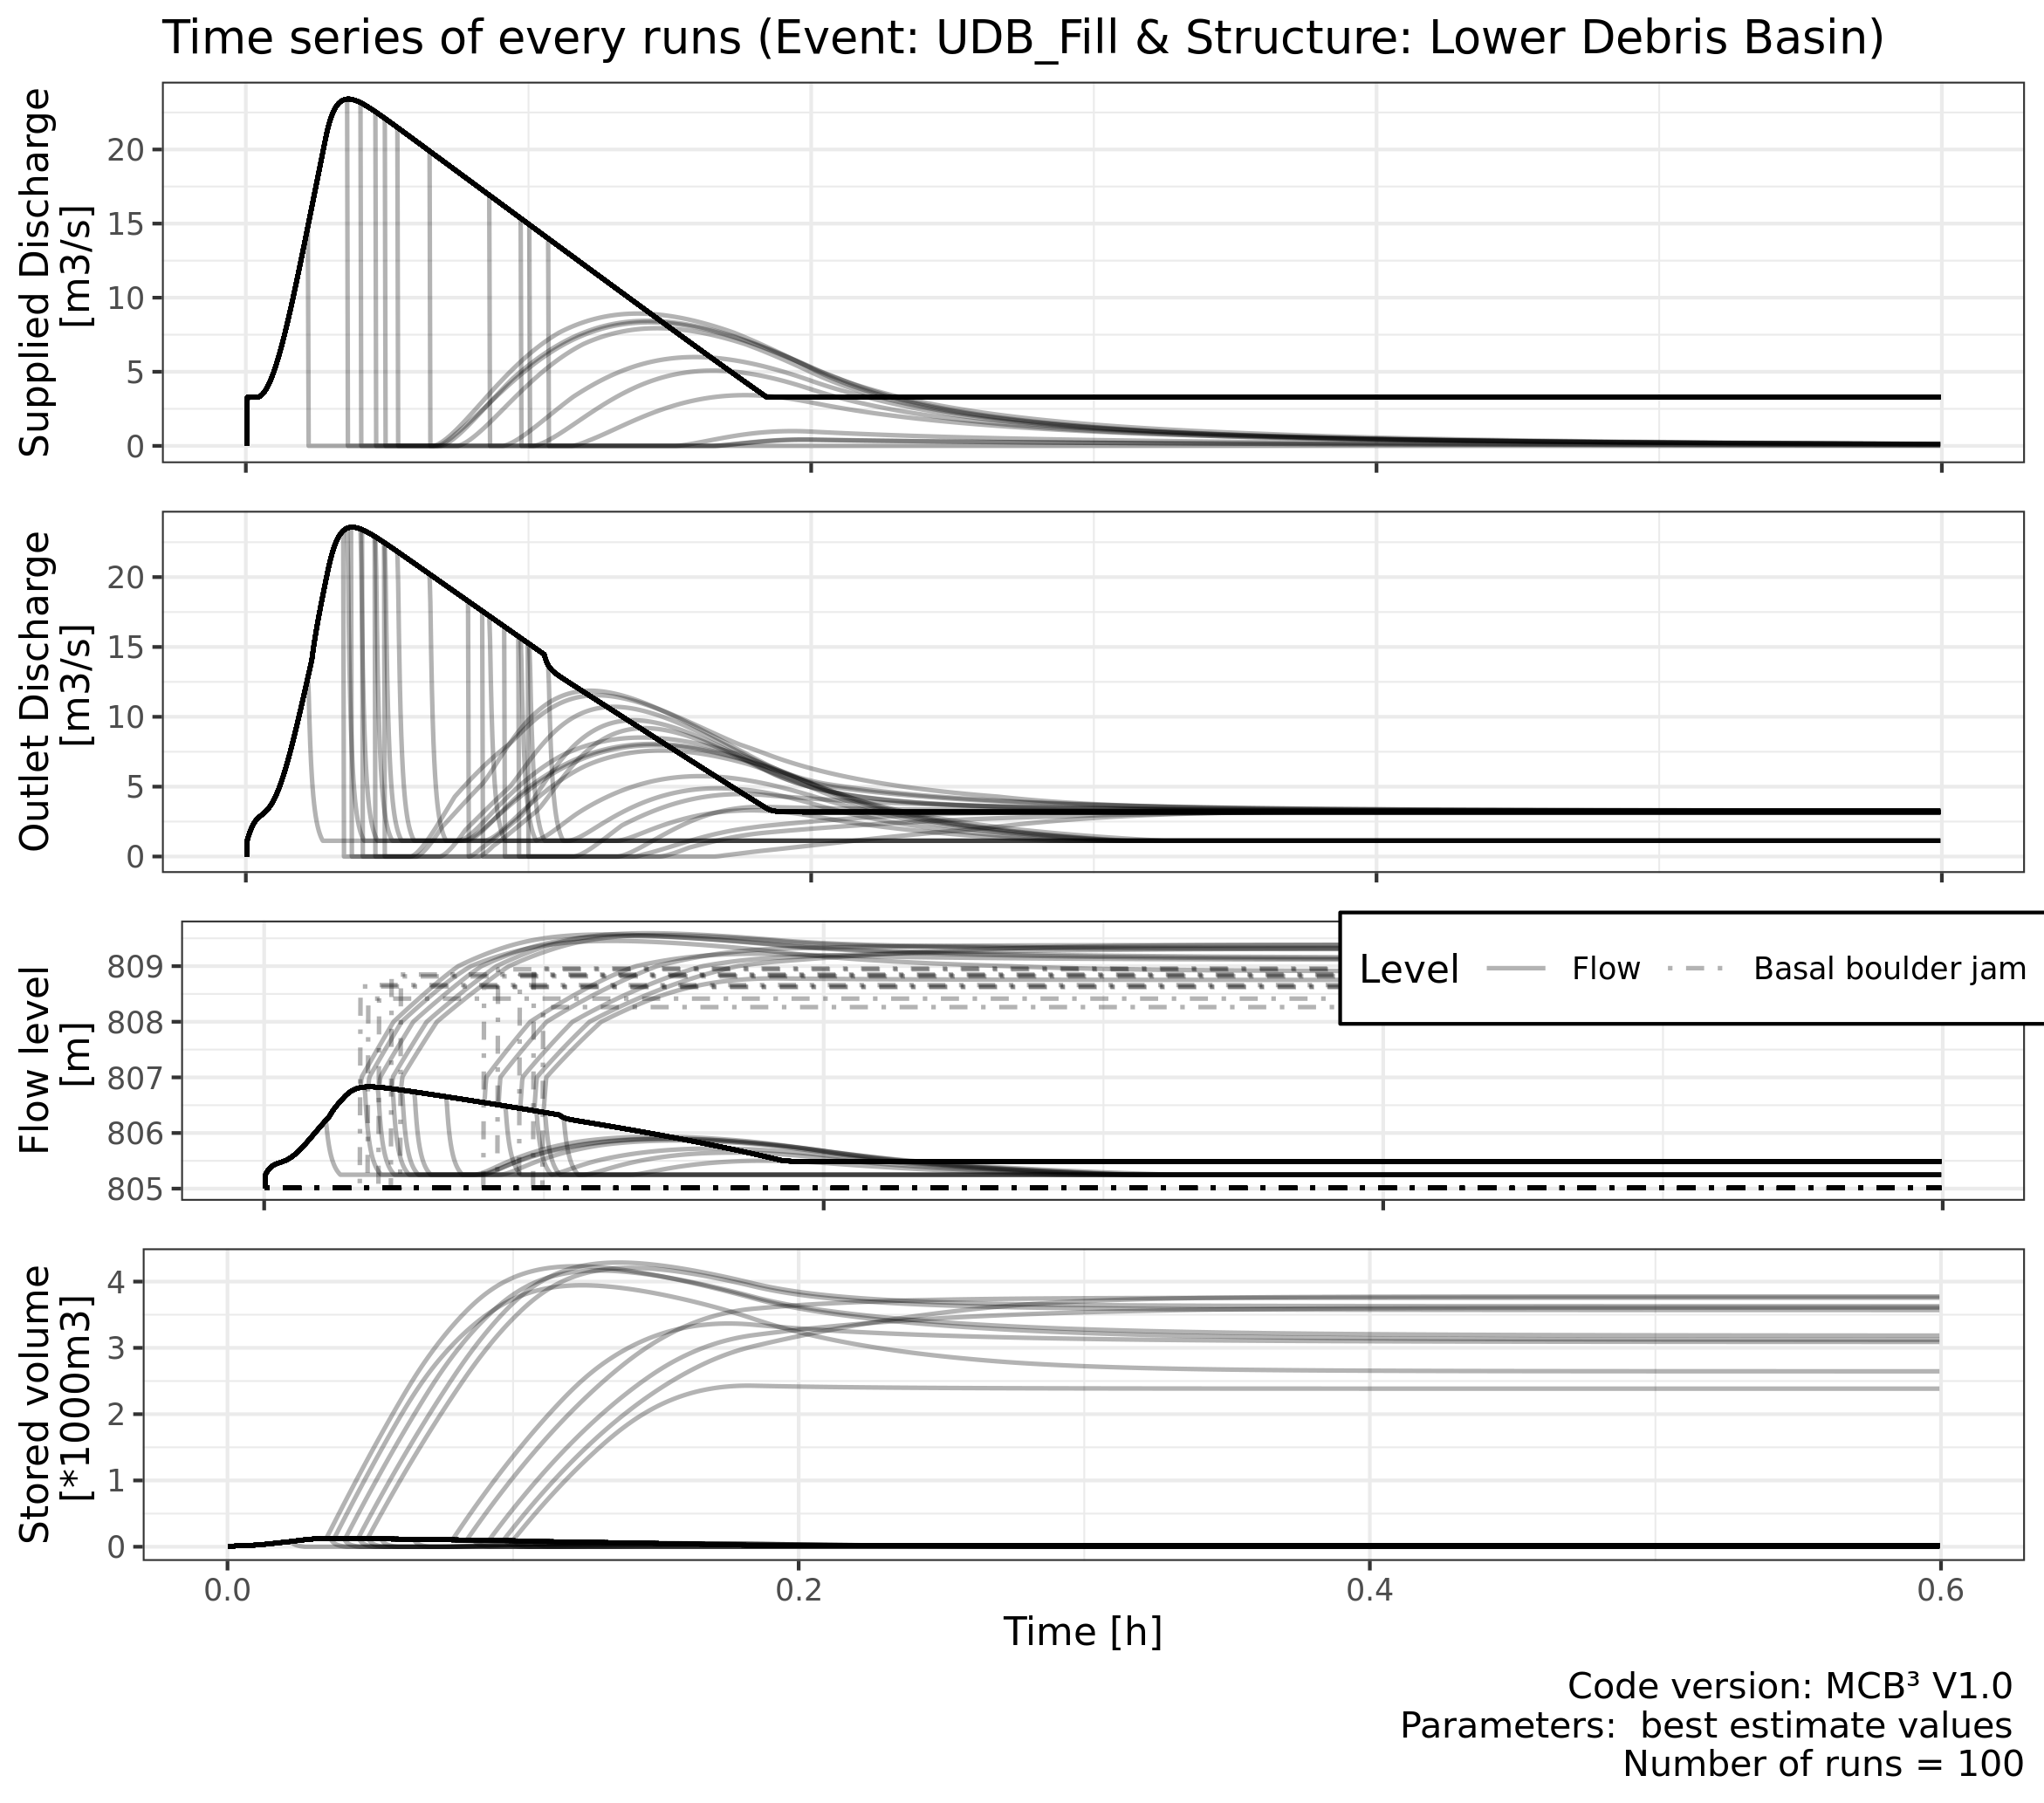 Time series of every runs (Event: UDB_Fill & Structure: Lower Debris Basin)
Supplied Discharge
[m3/s]
20
15
10
5
0
Outlet Discharge
[m3/s]
20
15
10
5
0
Flow level
[m]
809
808
807
806
805
Level Flow Basal boulder jam
Stored volume
[*1000m3]
4
3
2
1
0
0.0 0.2 0.4 0.6
Time [h]
Code version: MCB³ V1.0
Parameters:  best estimate values
Number of runs = 100